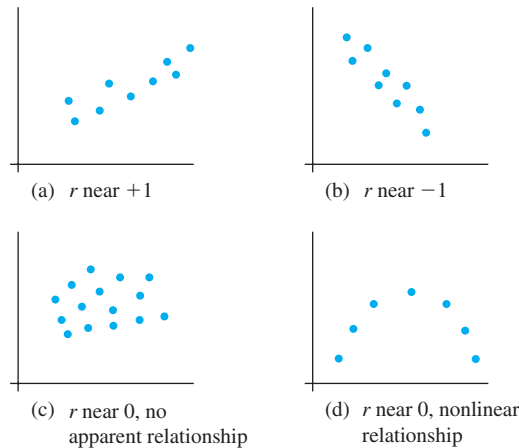 (a) r near +1
(b) r near −1
(c) r near 0, no
apparent relationship
(d) r near 0, nonlinear
relationship